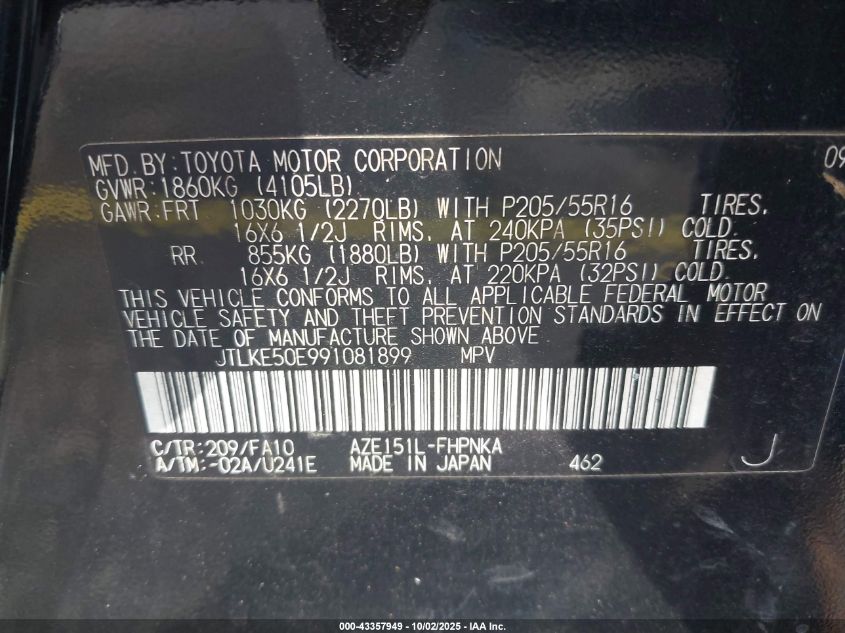 MFD.BY:TOYOTA MOTOR CORPORATION 09
GVWR:1860KG (4105LB)
GAWR:FRT 1030KG (2270LB) WITH P205/55R16 TIRES,
16X6 1/2J RIMS, AT 240KPA (35PSI) COLD.
RR 855KG (1880LB) WITH P205/55R16 TIRES,
16X6 1/2J RIMS, AT 220KPA (32PSI) COLD.
THIS VEHICLE CONFORMS TO ALL APPLICABLE FEDERAL MOTOR
VEHICLE SAFETY AND THEFT PREVENTION STANDARDS IN EFFECT ON
THE DATE OF MANUFACTURE SHOWN ABOVE.
JTLKE50E991081899 MPV
C/TR:209/FA10 AZE151L-FHPNKA
A/TM:-02A/U241E MADE IN JAPAN 462 J
000-43357949 - 10/02/2025 - IAA Inc.